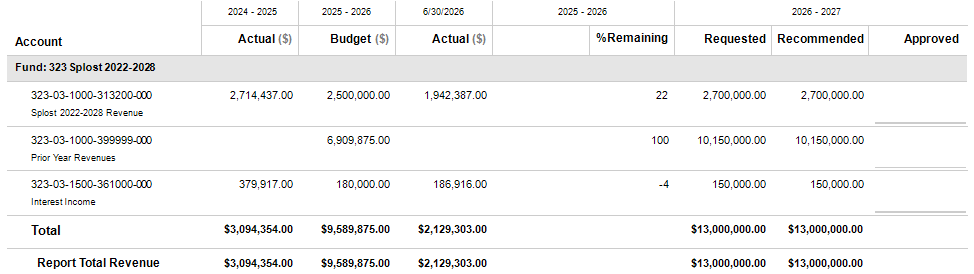 2024 - 2025 2025 - 2026 6/30/2026 2025 - 2026 2026 - 2027
Account Actual ($) Budget ($) Actual ($) %Remaining Requested Recommended Approved
Fund: 323 Splost 2022-2028
323-03-1000-313200-000 2,714,437.00 2,500,000.00 1,942,387.00 22 2,700,000.00 2,700,000.00
Splost 2022-2028 Revenue
323-03-1000-399999-000 6,909,875.00 100 10,150,000.00 10,150,000.00
Prior Year Revenues
323-03-1500-361000-000 379,917.00 180,000.00 186,916.00 -4 150,000.00 150,000.00
Interest Income
Total $3,094,354.00 $9,589,875.00 $2,129,303.00 $13,000,000.00 $13,000,000.00
Report Total Revenue $3,094,354.00 $9,589,875.00 $2,129,303.00 $13,000,000.00 $13,000,000.00